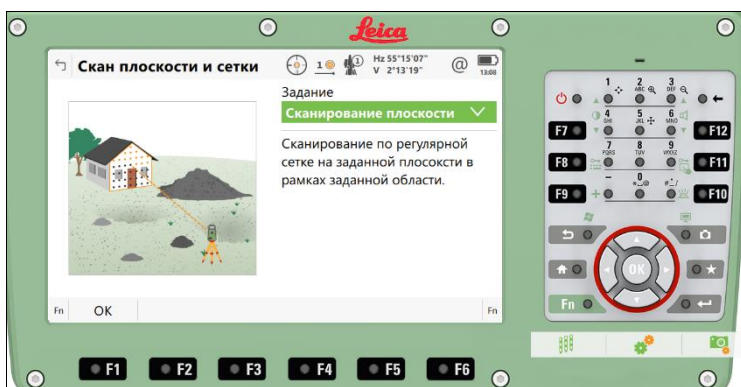 Leica
Скан плоскости и сетки
1
1
Hz 55°15'07"
V 2°13'19"
@
13:08
Задание
Сканирование плоскости
Сканирование по регулярной
сетке на заданной плосоксти в
рамках заданной области.
Fn
OK
Fn
F1
F2
F3
F4
F5
F6
1
2
ABC
3
DEF
4
GHI
5
JKL
6
MNO
F7
F12
7
PQRS
8
TUV
9
WXYZ
F8
F11
0
F9
F10
OK
Fn